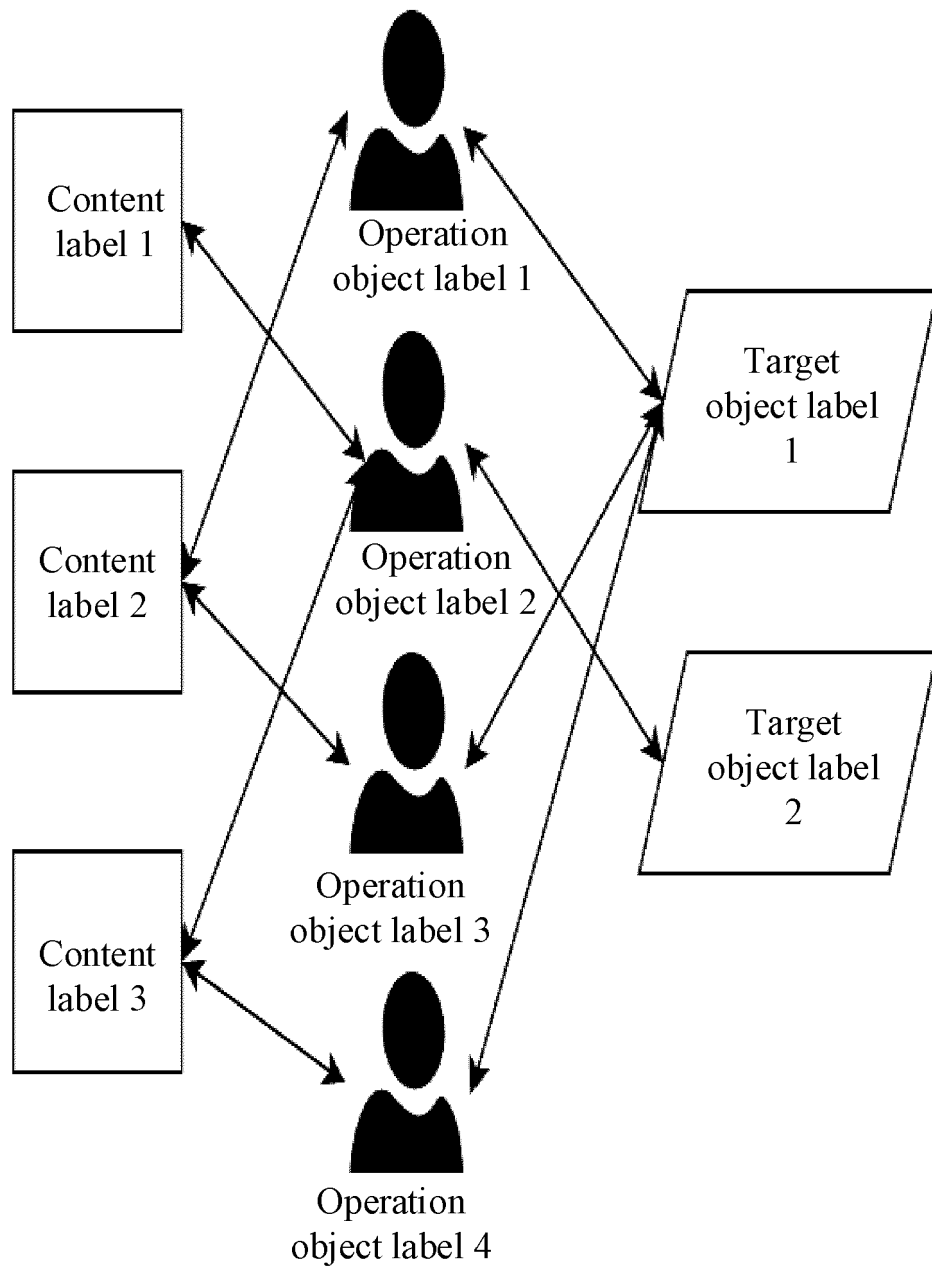 Content
label 1
Content
label 2
Content
label 3
Operation
object label 1
Operation
object label 2
Operation
object label 3
Operation
object label 4
Target
object label
1
Target
object label
2